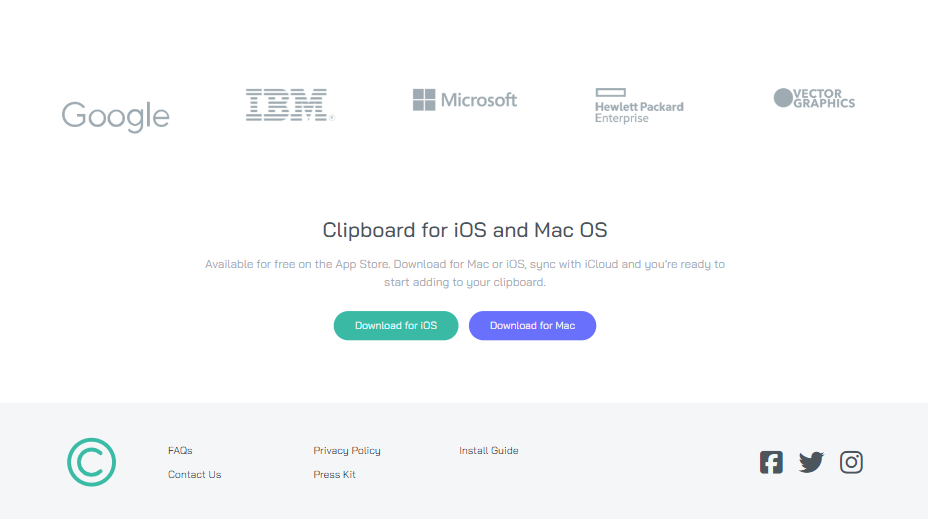 Google
IBM®
Microsoft
Hewlett Packard
Enterprise
VECTOR
GRAPHICS
Clipboard for iOS and Mac OS
Available for free on the App Store. Download for Mac or iOS, sync with iCloud and you're ready to
start adding to your clipboard.
Download for iOS
Download for Mac
C
FAQs
Privacy Policy
Install Guide
Contact Us
Press Kit